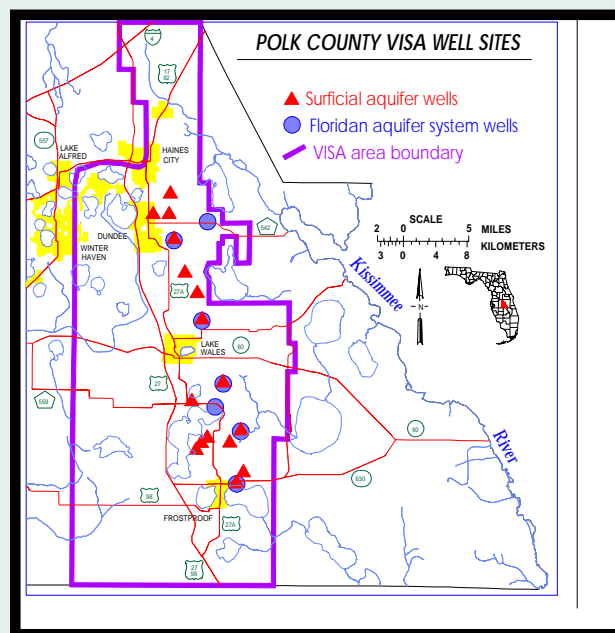 POLK COUNTY VISA WELL SITES
Surficial aquifer wells
Floridan aquifer system wells
VISA area boundary
4
17
92
557
LAKE
ALFRED
HAINES
CITY
DUNDEE
WINTER
HAVEN
542
SCALE
2 0 5 MILES
KILOMETERS
3 0 4 8
N
Kissimmee
River
27A
LAKE
WALES
60
27
559
60
98
630
FROSTPROOF
27A
27
98